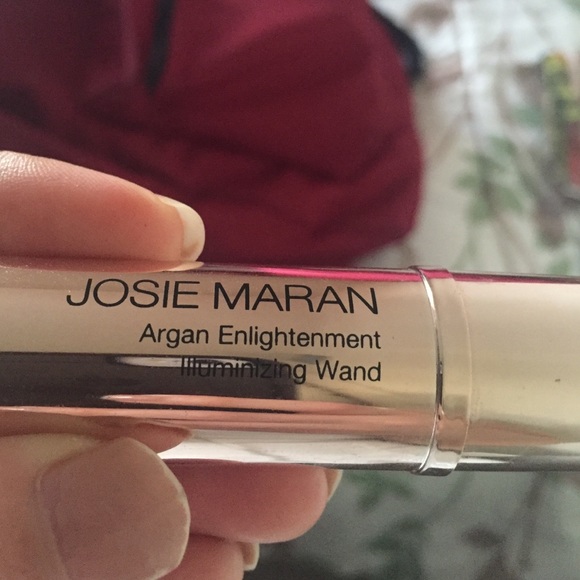 JOSIE MARAN
Argan Enlightenment
Illuminizing Wand